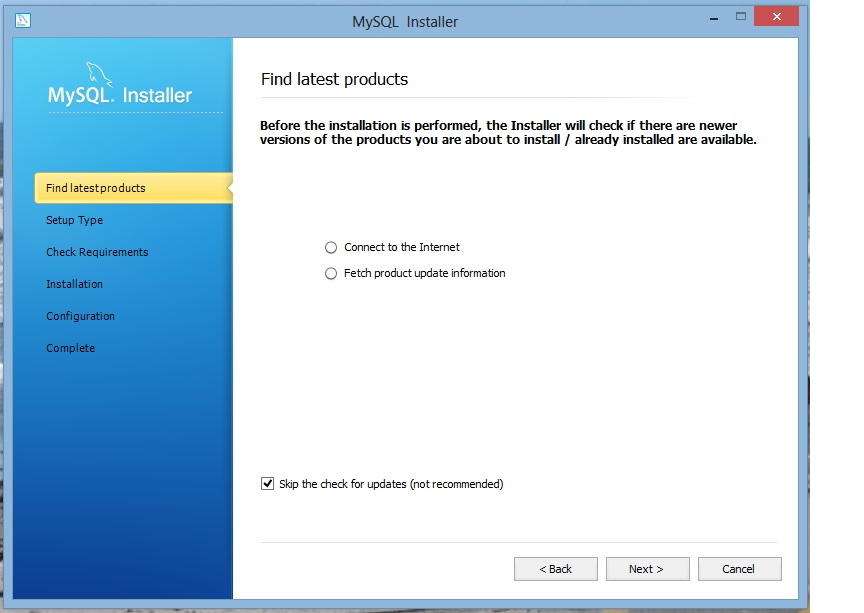 MySQL Installer
MySQL. Installer
Find latest products
Setup Type
Check Requirements
Installation
Configuration
Complete
Find latest products
Before the installation is performed, the Installer will check if there are newer
versions of the products you are about to install / already installed are available.
Connect to the Internet
Fetch product update information
Skip the check for updates (not recommended)
< Back
Next >
Cancel